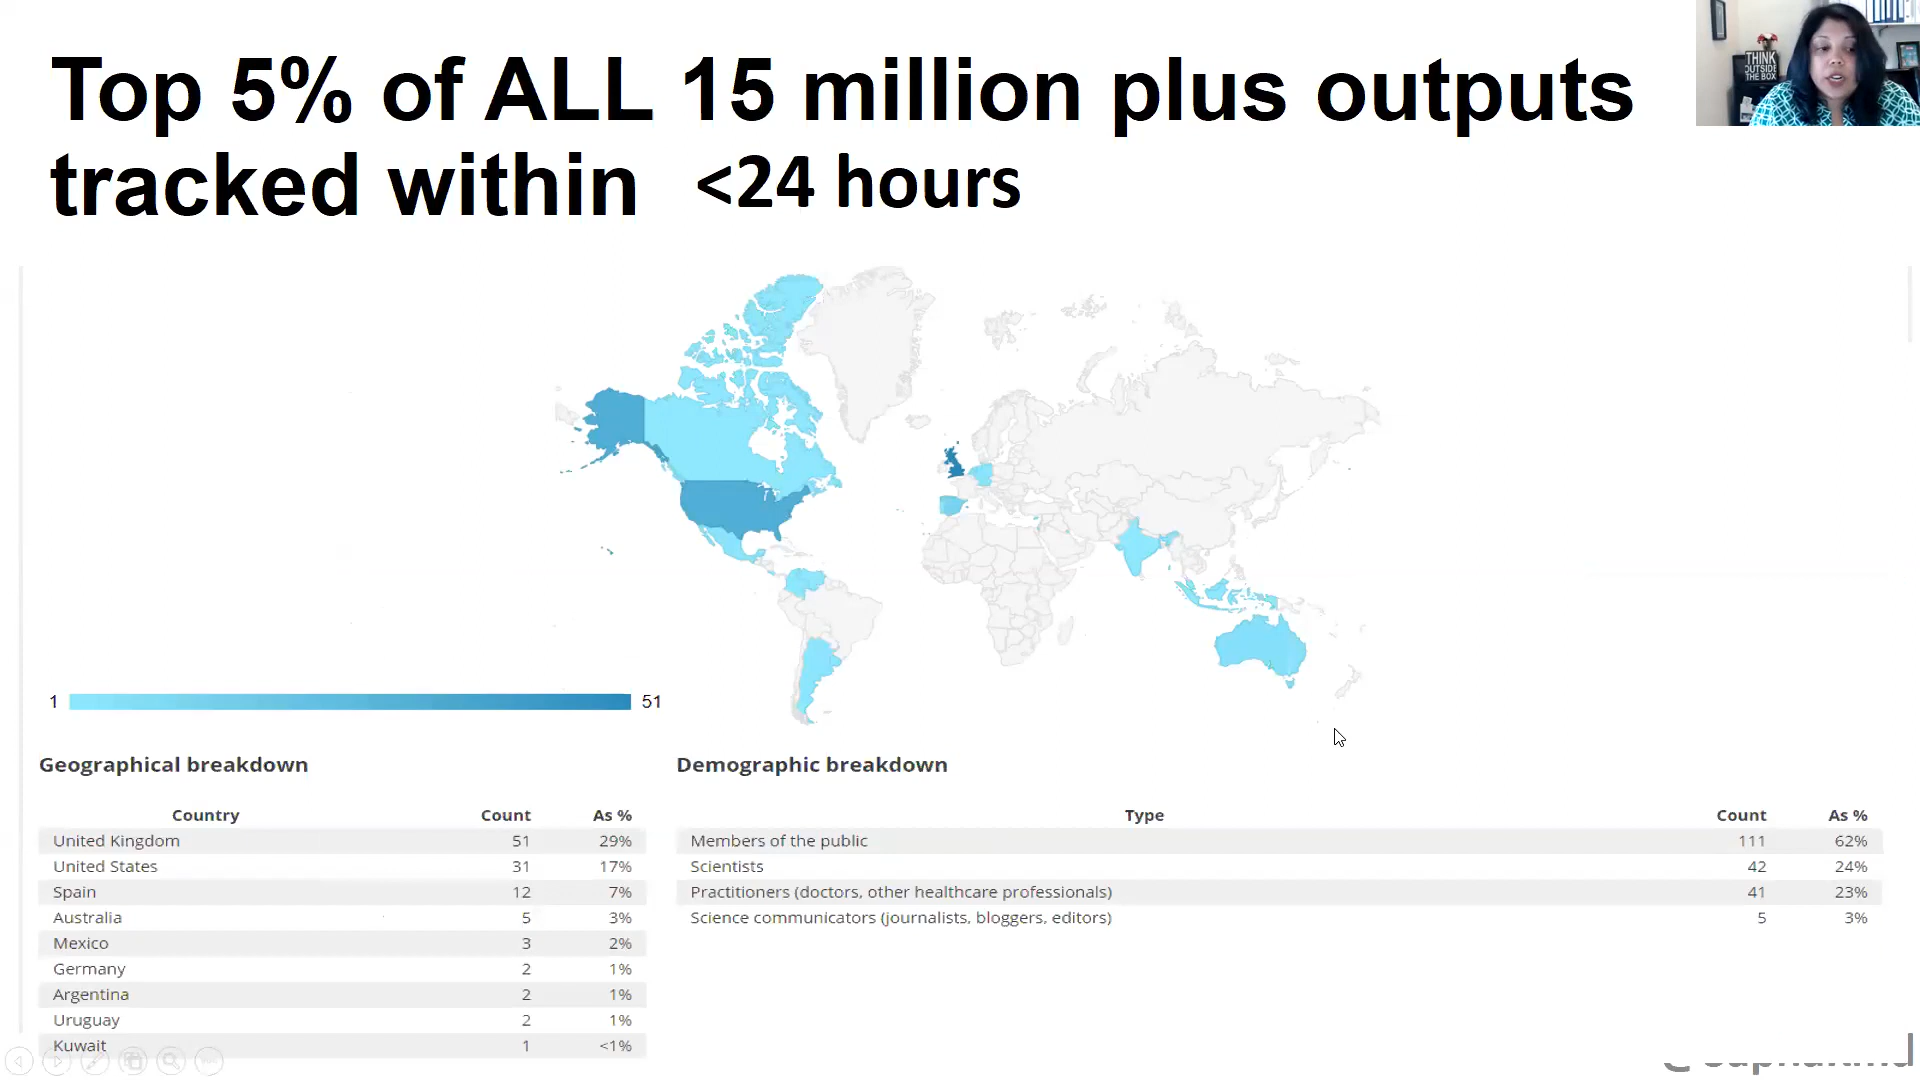 Top 5% of ALL 15 million plus outputs
tracked within <24 hours
THINK
OUTSIDE
THE BOX
1 51
Geographical breakdown
Country Count As %
United Kingdom 51 29%
United States 31 17%
Spain 12 7%
Australia 5 3%
Mexico 3 2%
Germany 2 1%
Argentina 2 1%
Uruguay 2 1%
Kuwait 1 <1%
Demographic breakdown
Type Count As %
Members of the public 111 62%
Scientists 42 24%
Practitioners (doctors, other healthcare professionals) 41 23%
Science communicators (journalists, bloggers, editors) 5 3%